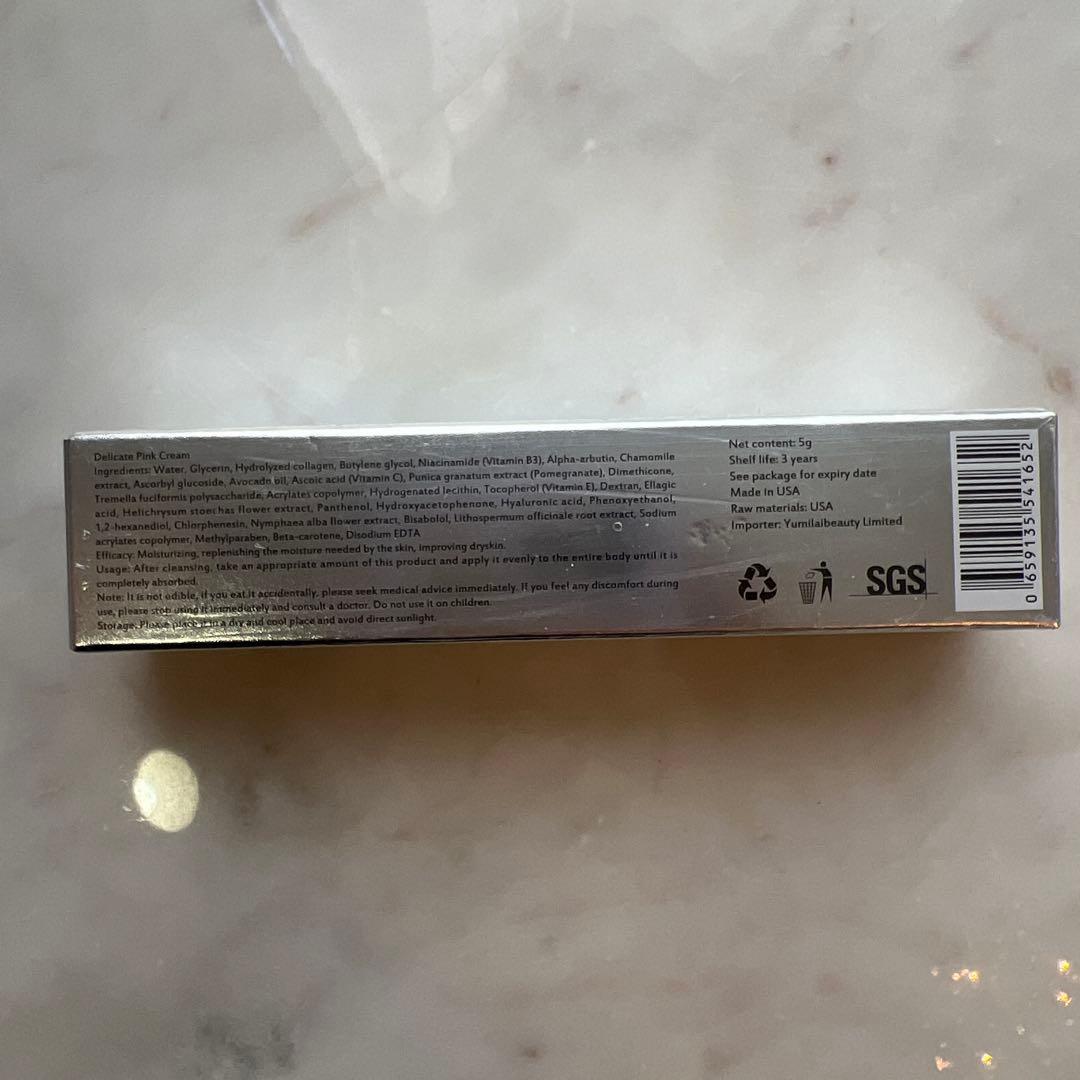 Delicate Pink Cream
Ingredients: Water, Glycerin, Hydrolyzed collagen, Butylene glycol, Niacinamide (Vitamin B3), Alpha-arbutin, Chamomile
extract, Ascorbyl glucoside, Avocado oil, Ascoic acid (Vitamin C), Punica granatum extract (Pomegranate), Dimethicone,
Tremella fuciformis polysaccharide, Acrylates copolymer, Hydrogenated lecithin, Tocopherol (Vitamin E), Dextran, Ellagic
acid, Helichrysum stoechas flower extract, Panthenol, Hydroxyacetophenone, Hyaluronic acid, Phenoxyethanol,
1,2-hexanediol, Chlorphenesin, Nymphaea alba flower extract, Bisabolol, Lithospermum officinale root extract, Sodium
acrylates copolymer, Methylparaben, Beta-carotene, Disodium EDTA
Efficacy: Moisturizing, replenishing the moisture needed by the skin, improving dryskin.
Usage: After cleansing, take an appropriate amount of this product and apply it evenly to the entire body until it is
completely absorbed.
Note: It is not edible, if you eat it accidentally, please seek medical advice immediately. If you feel any discomfort during
use, please stop using it immediately and consult a doctor. Do not use it on children.
Storage: Please place it in a dry and cool place and avoid direct sunlight.
Net content: 5g
Shelf life: 3 years
See package for expiry date
Made in USA
Raw materials: USA
Importer: Yumilaibeauty Limited
SGS
0 659135 541652